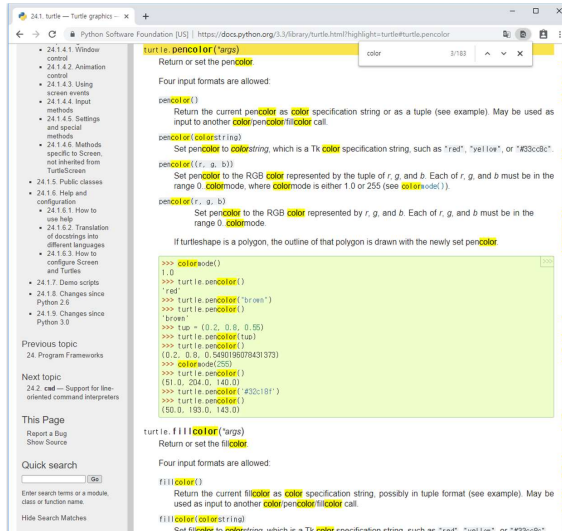 24.1. turtle — Turtle graphics —
Python Software Foundation [US] | https://docs.python.org/3.3/library/turtle.html?highlight=turtle#turtle.pencolor
color 3/183
24.1.4.1. Window
control
24.1.4.2. Animation
control
24.1.4.3. Using
screen events
24.1.4.4. Input
methods
24.1.4.5. Settings
and special
methods
24.1.4.6. Methods
specific to Screen,
not inherited from
TurtleScreen
24.1.5. Public classes
24.1.6. Help and
configuration
24.1.6.1. How to
use help
24.1.6.2. Translation
of docstrings into
different languages
24.1.6.3. How to
configure Screen
and Turtles
24.1.7. Demo scripts
24.1.8. Changes since
Python 2.6
24.1.9. Changes since
Python 3.0
Previous topic
24. Program Frameworks
Next topic
24.2. cmd — Support for line-
oriented command interpreters
This Page
Report a Bug
Show Source
Quick search
Go
Enter search terms or a module,
class or function name.
Hide Search Matches
turtle.pencolor(*args)
Return or set the pencolor.
Four input formats are allowed:
pencolor()
Return the current pencolor as color specification string or as a tuple (see example). May be used as
input to another color/pencolor/fillcolor call.
pencolor(colorstring)
Set pencolor to colorstring, which is a Tk color specification string, such as "red", "yellow", or "#33cc8c".
pencolor((r, g, b))
Set pencolor to the RGB color represented by the tuple of r, g, and b. Each of r, g, and b must be in the
range 0..colormode, where colormode is either 1.0 or 255 (see colormode()).
pencolor(r, g, b)
Set pencolor to the RGB color represented by r, g, and b. Each of r, g, and b must be in the
range 0..colormode.
If turtleshape is a polygon, the outline of that polygon is drawn with the newly set pencolor.
>>>
>>> colormode()
1.0
>>> turtle.pencolor()
'red'
>>> turtle.pencolor("brown")
>>> turtle.pencolor()
'brown'
>>> tup = (0.2, 0.8, 0.55)
>>> turtle.pencolor(tup)
>>> turtle.pencolor()
(0.2, 0.8, 0.5490196078431373)
>>> colormode(255)
>>> turtle.pencolor()
(51.0, 204.0, 140.0)
>>> turtle.pencolor('#32c18f')
>>> turtle.pencolor()
(50.0, 193.0, 143.0)
turtle.fillcolor(*args)
Return or set the fillcolor.
Four input formats are allowed:
fillcolor()
Return the current fillcolor as color specification string, possibly in tuple format (see example). May be
used as input to another color/pencolor/fillcolor call.
fillcolor(colorstring)
Set fillcolor to colorstring, which is a Tk color specification string, such as "red", "yellow", or "#33cc8c".